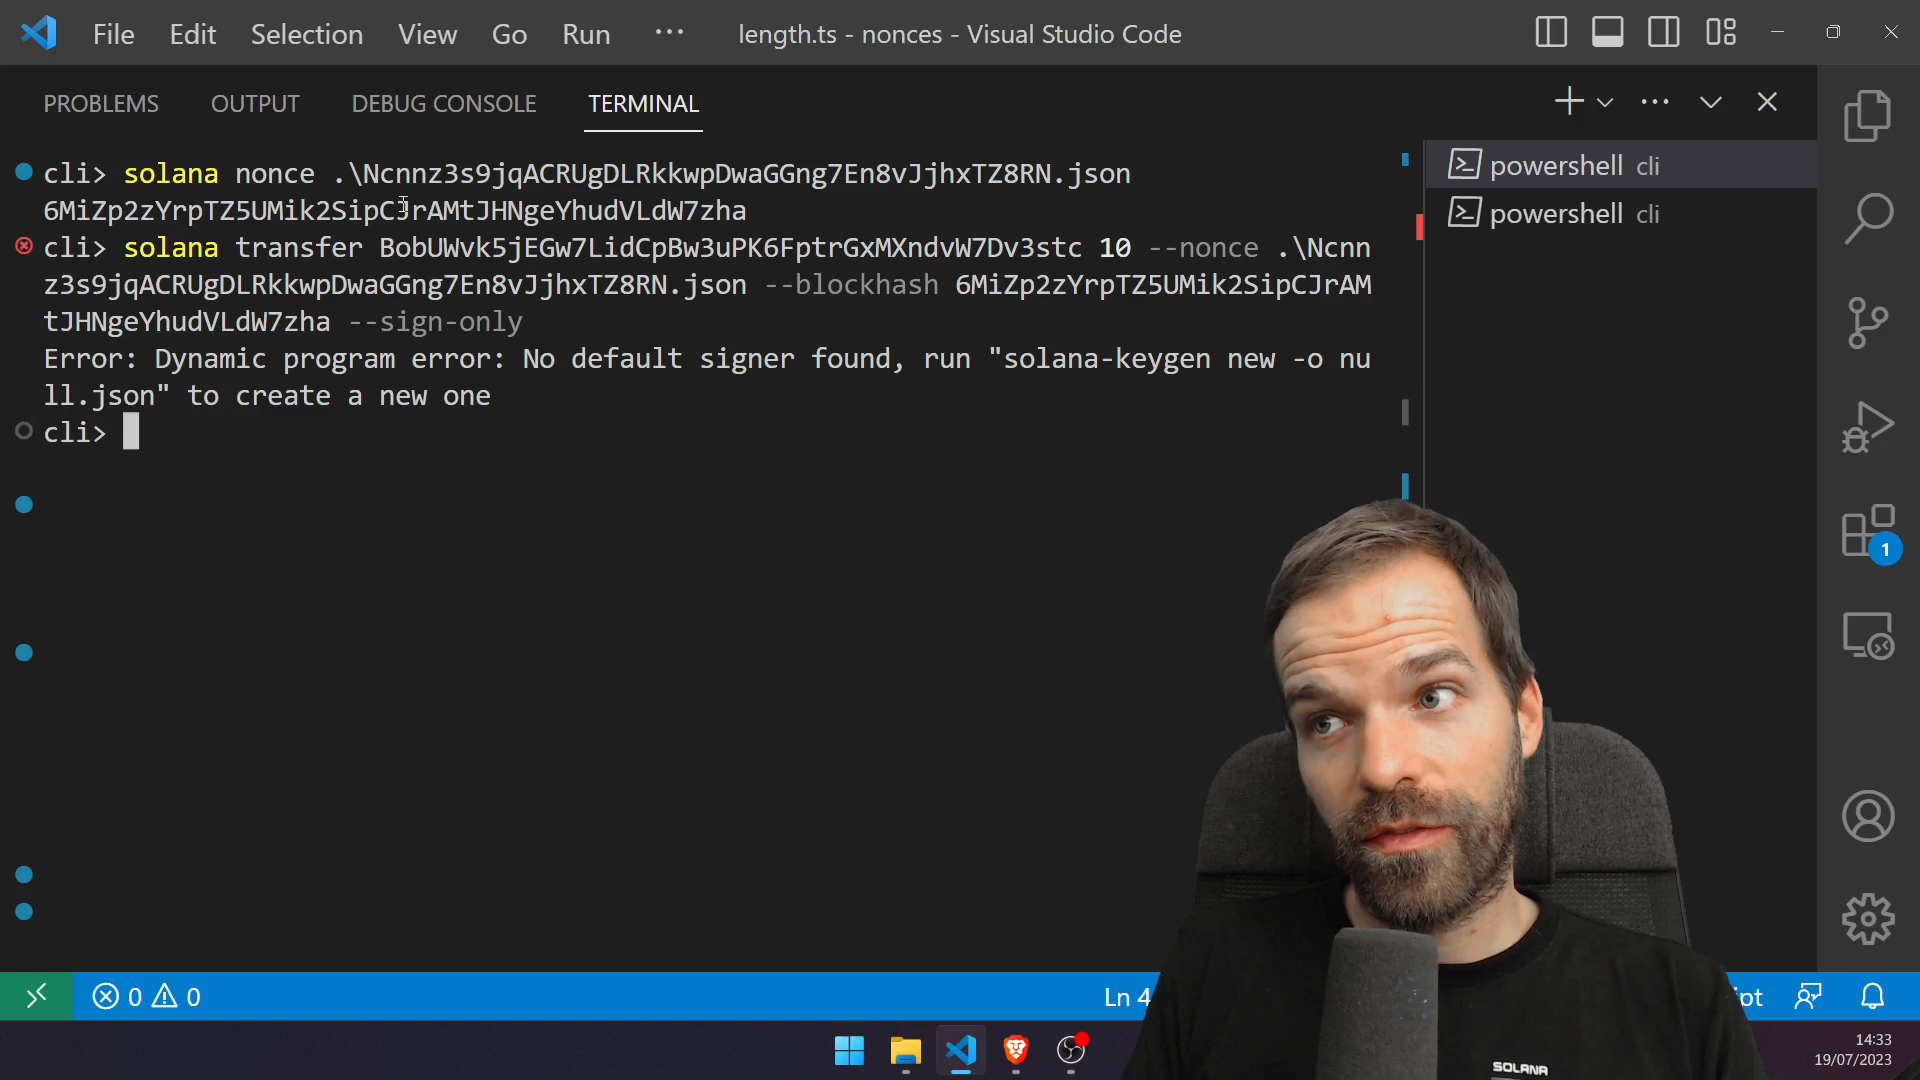 File Edit Selection View Go Run ··· length.ts - nonces - Visual Studio Code
PROBLEMS OUTPUT DEBUG CONSOLE TERMINAL
cli> solana nonce .\Ncnnz3s9jqACRUgDLRkkwpDwaGGng7En8vJjhxTZ8RN.json
6MiZp2zYrpTZ5UMik2SipCJrAMtJHNgeYhudVLdW7zha
cli> solana transfer BobUWvk5jEGw7LidCpBw3uPK6FptrGxMXndvW7Dv3stc 10 --nonce .\Ncnn
z3s9jqACRUgDLRkkwpDwaGGng7En8vJjhxTZ8RN.json --blockhash 6MiZp2zYrpTZ5UMik2SipCJrAM
tJHNgeYhudVLdW7zha --sign-only
Error: Dynamic program error: No default signer found, run "solana-keygen new -o nu
ll.json" to create a new one
cli>
powershell cli
powershell cli
1
0 0
Ln 4
ipt
SOLANA
14:33
19/07/2023